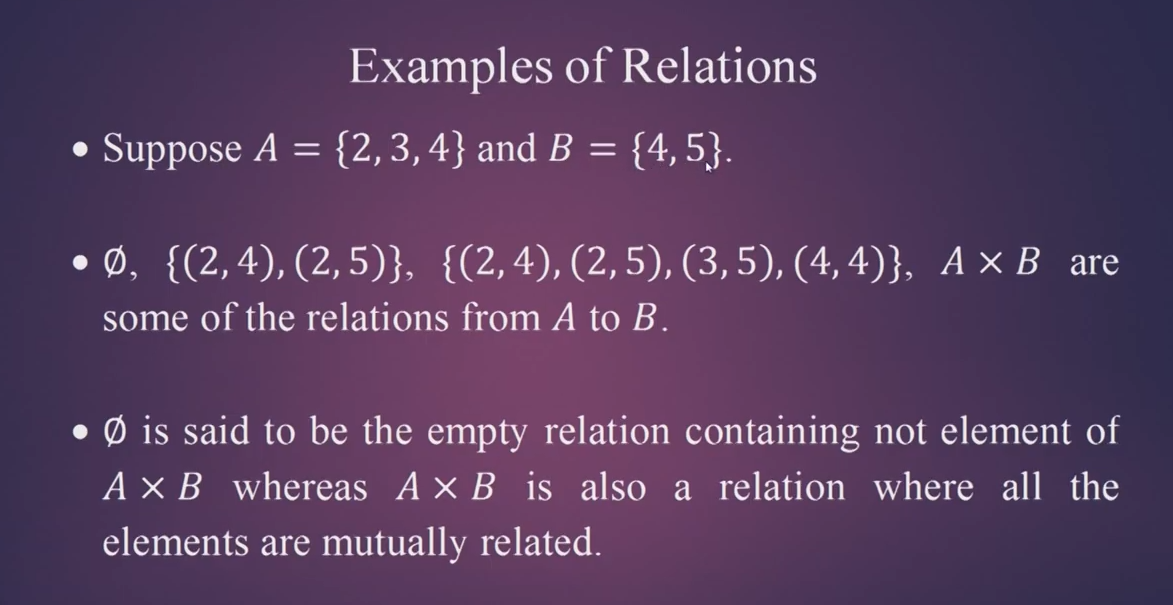 Examples of Relations
• Suppose A = {2, 3, 4} and B = {4, 5}.
• ∅, {(2, 4), (2, 5)}, {(2, 4), (2, 5), (3, 5), (4, 4)}, A × B are
some of the relations from A to B.
• ∅ is said to be the empty relation containing not element of
A × B whereas A × B is also a relation where all the
elements are mutually related.